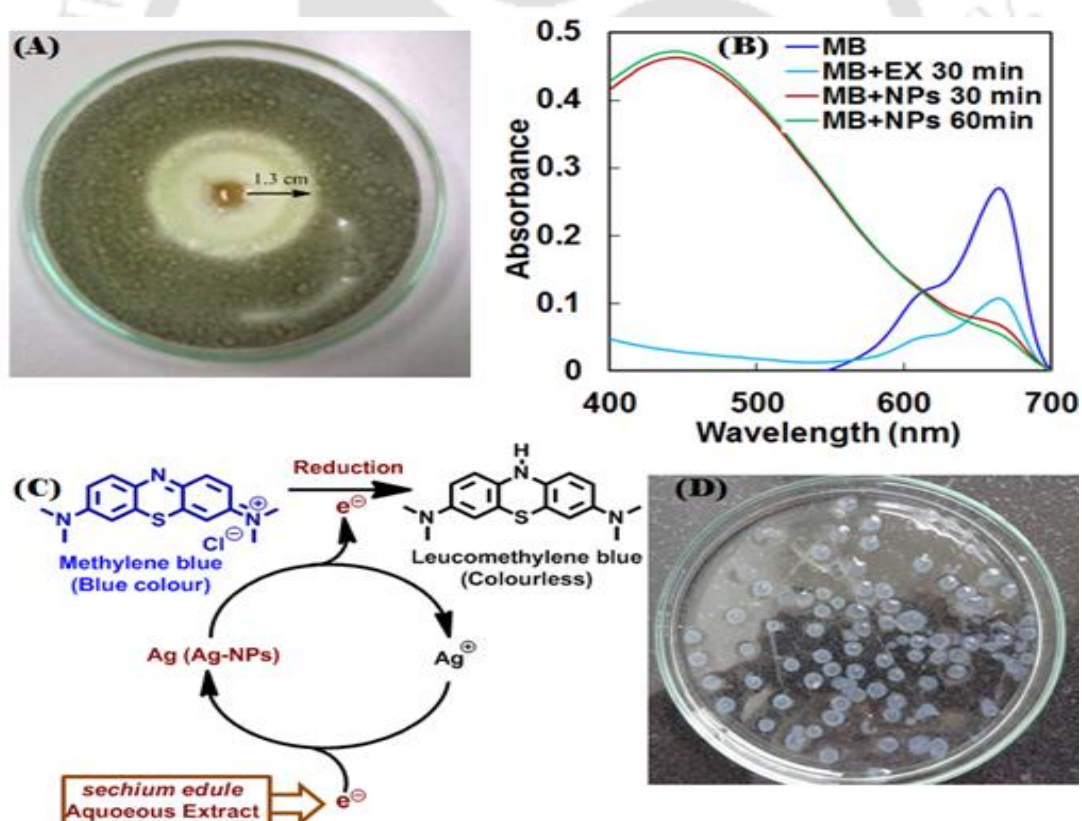 (A)
1.3 cm
(B)
MB
MB+EX 30 min
MB+NPs 30 min
MB+NPs 60min
0.5
0.4
0.3
0.2
0.1
0
Absorbance
400
500
600
700
Wavelength (nm)
(C)
N
N
S
N
⊕
Cl⊖
Methylene blue
(Blue colour)
Reduction
e⊖
H
N
N
S
N
Leucomethylene blue
(Colourless)
Ag (Ag-NPs)
Ag⊕
sechium edule
Aquoeous Extract
e⊖
(D)